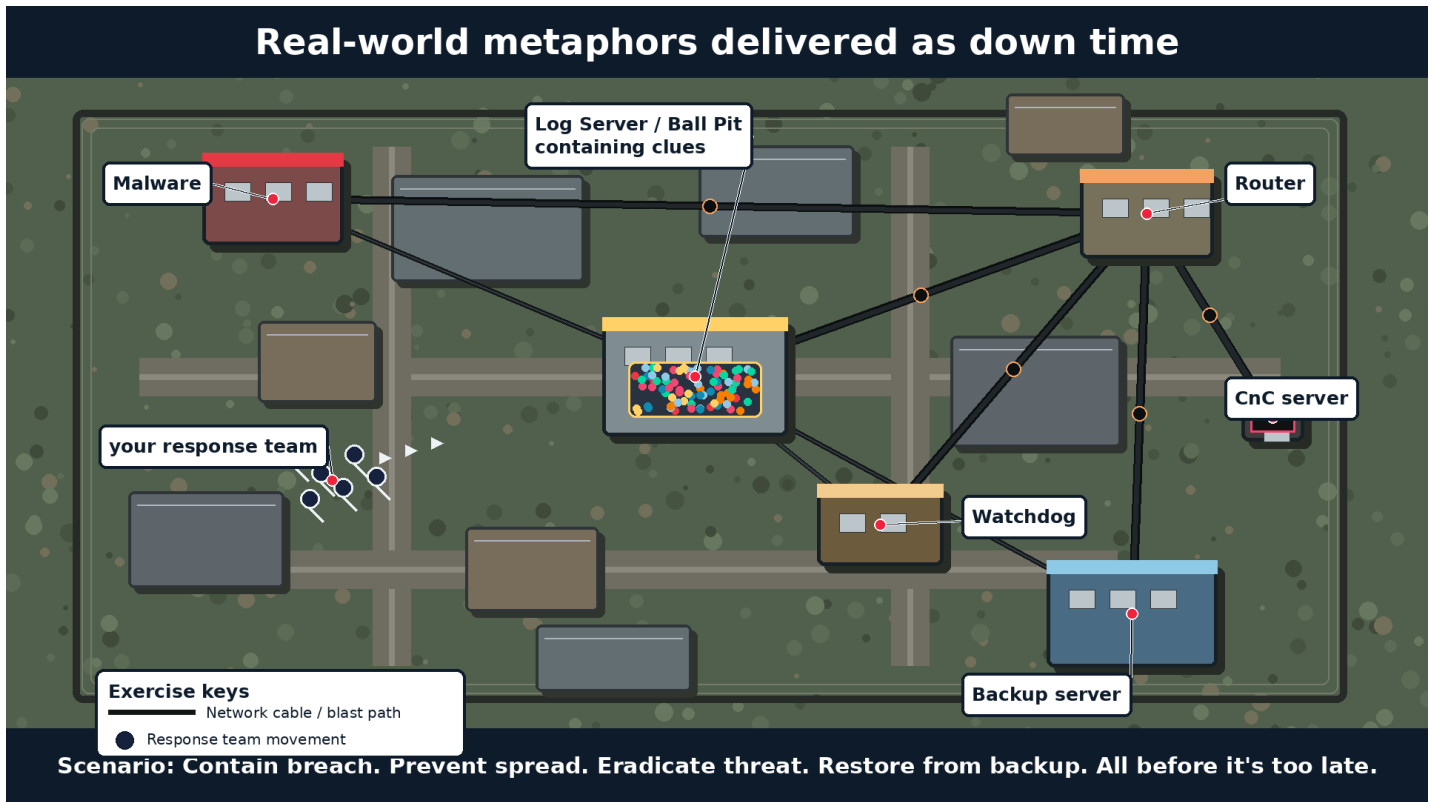 Real-world metaphors delivered as down time
Log Server / Ball Pit
containing clues
Malware
Router
CnC server
your response team
Watchdog
Backup server
Exercise keys
Network cable / blast path
Response team movement
Scenario: Contain breach. Prevent spread. Eradicate threat. Restore from backup. All before it's too late.